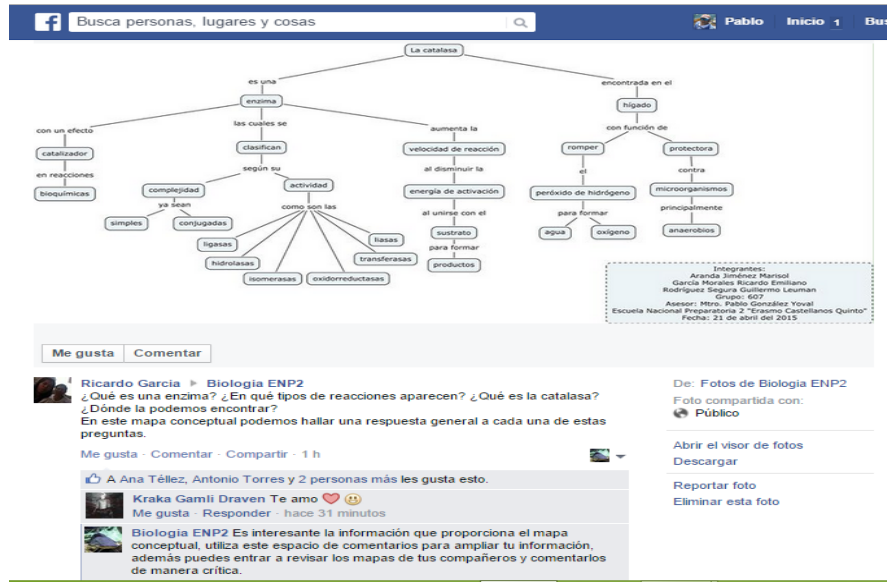 f Busca personas, lugares y cosas
Pablo Inicio 1 Bus
La catalasa
es una
enzima
con un efecto
catalizador
en reacciones
bioquímicas
las cuales se
clasifican
según su
complejidad
ya sean
simples
conjugadas
actividad
como son las
ligasas
hidrolasas
isomerasas
oxidorreductasas
transferasas
liasas
aumenta la
velocidad de reacción
al disminuir la
energía de activación
al unirse con el
sustrato
para formar
productos
encontrada en el
hígado
con función de
romper
el
peróxido de hidrógeno
para formar
agua
oxígeno
protectora
contra
microorganismos
principalmente
anaerobios
Integrantes:
Aranda Jiménez Marisol
García Morales Ricardo Emiliano
Rodríguez Segura Guillermo Leuman
Grupo: 607
Asesor: Mtro. Pablo González Yoval
Escuela Nacional Preparatoria 2 "Erasmo Castellanos Quinto"
Fecha: 21 de abril del 2015
Me gusta Comentar
Ricardo Garcia ▸ Biologia ENP2
¿Qué es una enzima? ¿En qué tipos de reacciones aparecen? ¿Qué es la catalasa?
¿Dónde la podemos encontrar?
En este mapa conceptual podemos hallar una respuesta general a cada una de estas
preguntas.
Me gusta · Comentar · Compartir · 1 h
A Ana Téllez, Antonio Torres y 2 personas más les gusta esto.
Kraka Gamli Draven Te amo ❤ 😃
Me gusta · Responder · hace 31 minutos
Biologia ENP2 Es interesante la información que proporciona el mapa
conceptual, utiliza este espacio de comentarios para ampliar tu información,
además puedes entrar a revisar los mapas de tus compañeros y comentarlos
de manera crítica.
De: Fotos de Biologia ENP2
Foto compartida con:
Público
Abrir el visor de fotos
Descargar
Reportar foto
Eliminar esta foto